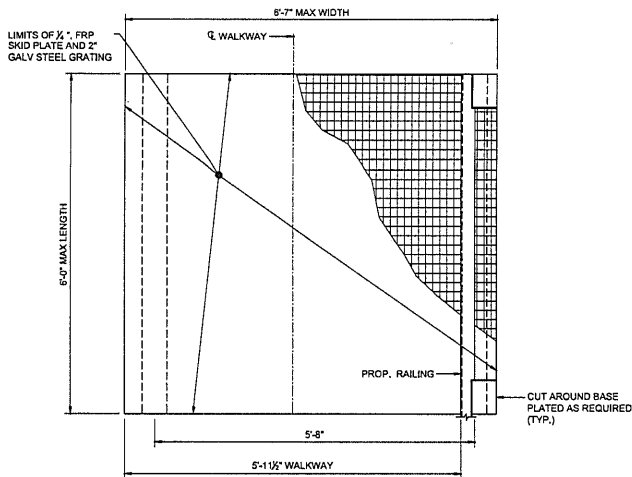 6'-7" MAX WIDTH
LIMITS OF ¼", FRP
SKID PLATE AND 2"
GALV STEEL GRATING
℄ WALKWAY
6'-0" MAX LENGTH
PROP. RAILING
CUT AROUND BASE
PLATED AS REQUIRED
(TYP.)
5'-8"
5'-11½" WALKWAY